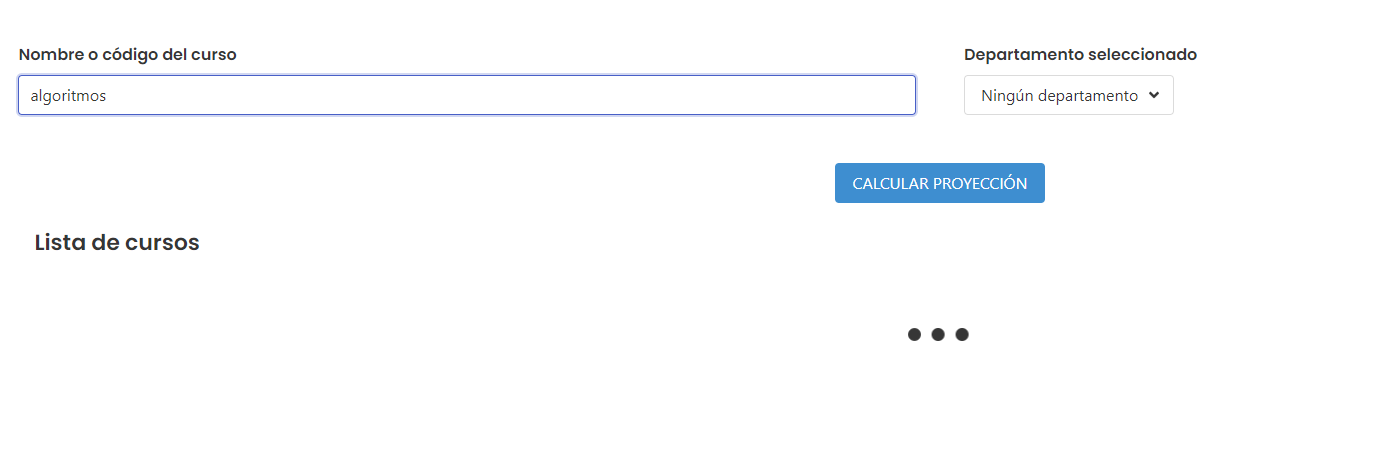 Nombre o código del curso
Departamento seleccionado
algoritmos
Ningún departamento
CALCULAR PROYECCIÓN
Lista de cursos